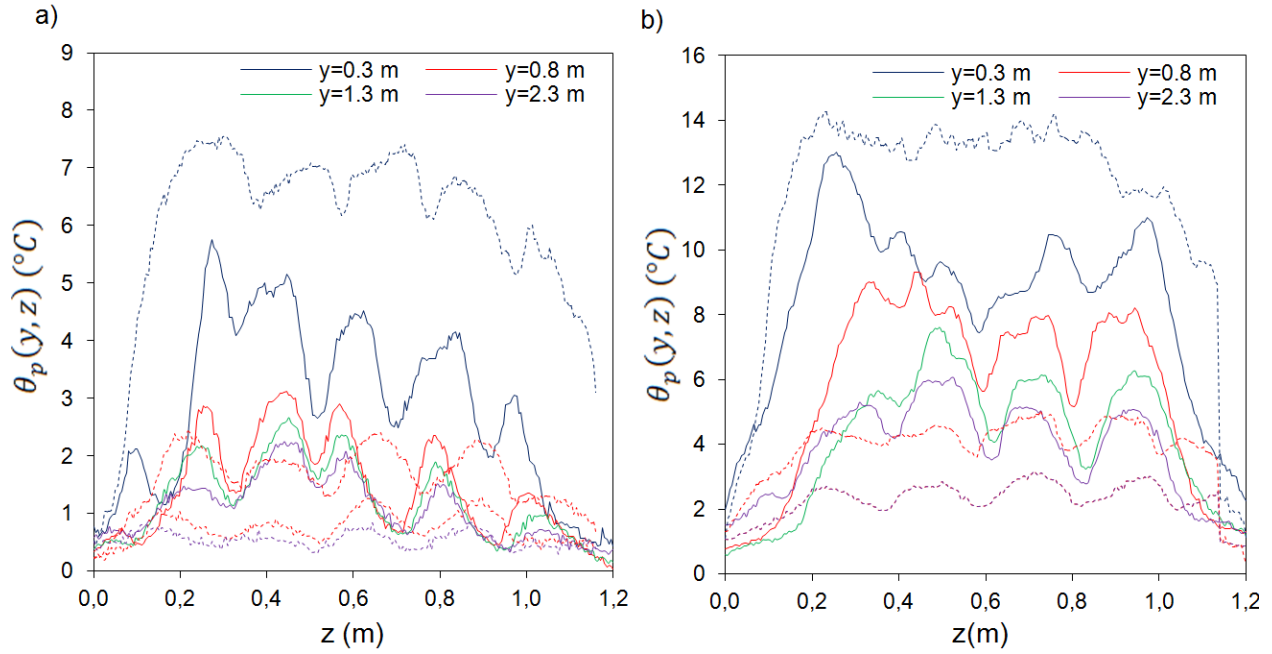 a)
9
8
7
6
5
4
3
2
1
0
y=0.3 m
y=0.8 m
y=1.3 m
y=2.3 m
θp(y,z) (°C)
0,0
0,2
0,4
0,6
0,8
1,0
1,2
z (m)
b)
16
14
12
10
8
6
4
2
0
y=0.3 m
y=0.8 m
y=1.3 m
y=2.3 m
θp(y,z) (°C)
0,0
0,2
0,4
0,6
0,8
1,0
1,2
z(m)